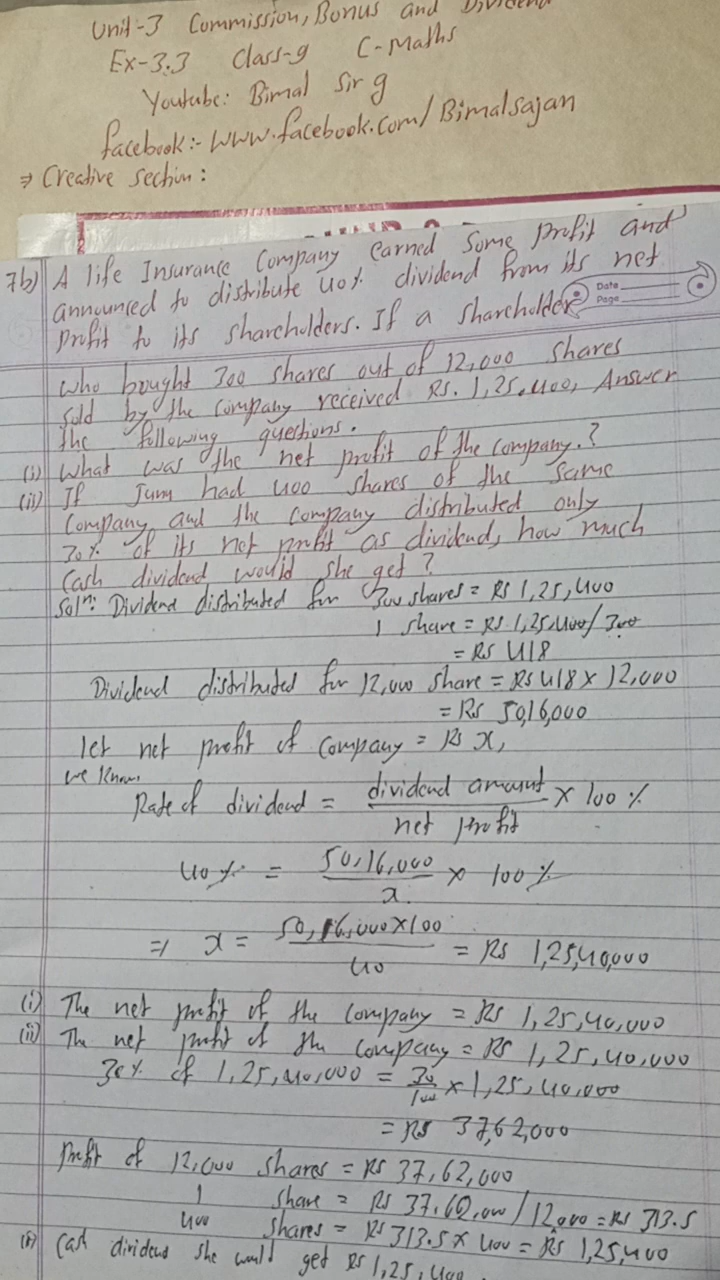 Unit-3 Commission, Bonus and Dividend
Ex-3.3 Class-9 C-Maths
Youtube: Bimal Sir g
facebook:- www.facebook.com/Bimalsajan
⇒ Creative Section:
7b) A life Insurance Company earned some profit and
announced to distribute 40% dividend from its net
Date
Profit to its shareholders. If a shareholder
Page
who bought 300 shares out of 12,000 shares
sold by the company received Rs. 1,25,400, Answer
the following questions.
(i) What was the net profit of the company.?
(ii) If Juny had 400 shares of the same
Company, and the company distributed only
30% of its net profit as dividend, how much
Cash dividend would she get?
Solⁿ: Dividend distributed for 300 shares = Rs 1,25,400
1 share = Rs 1,25,400/300
= Rs 418
Dividend distributed for 12,000 share = Rs 418 × 12,000
= Rs 50,16,000
let net profit of company = Rs x,
we know,
Rate of dividend = dividend amount / net profit × 100 %
40% = 50,16,000 / x × 100 %
⇒ x = 50,16,000×100 / 40 = Rs 1,25,40,000
(i) The net profit of the company = Rs 1,25,40,000
(ii) The net profit of the company = Rs 1,25,40,000
30% of 1,25,40,000 = 30/100 × 1,25,40,000
= Rs 37,62,000
Profit of 12,000 shares = Rs 37,62,000
1 share = Rs 37,62,000/12,000 = Rs 313.5
400 shares = Rs 313.5 × 400 = Rs 1,25,400
(ii) Cash dividend she would get Rs 1,25,400